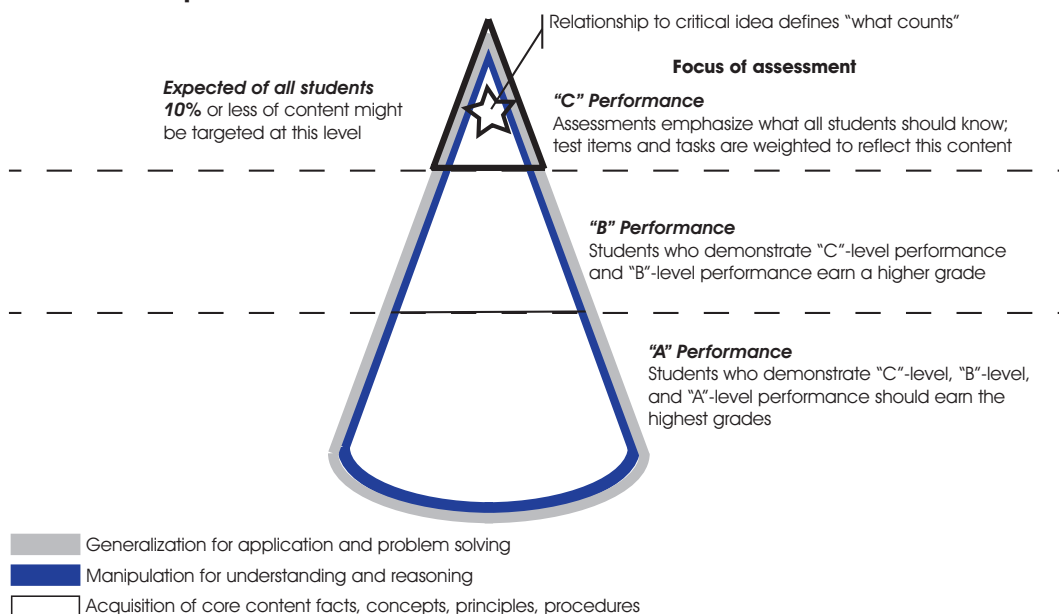 Relationship to critical idea defines “what counts”
Focus of assessment
Expected of all students
10% or less of content might
be targeted at this level
“C” Performance
Assessments emphasize what all students should know;
test items and tasks are weighted to reflect this content
“B” Performance
Students who demonstrate “C”-level performance
and “B”-level performance earn a higher grade
“A” Performance
Students who demonstrate “C”-level, “B”-level,
and “A”-level performance should earn the
highest grades
Generalization for application and problem solving
Manipulation for understanding and reasoning
Acquisition of core content facts, concepts, principles, procedures